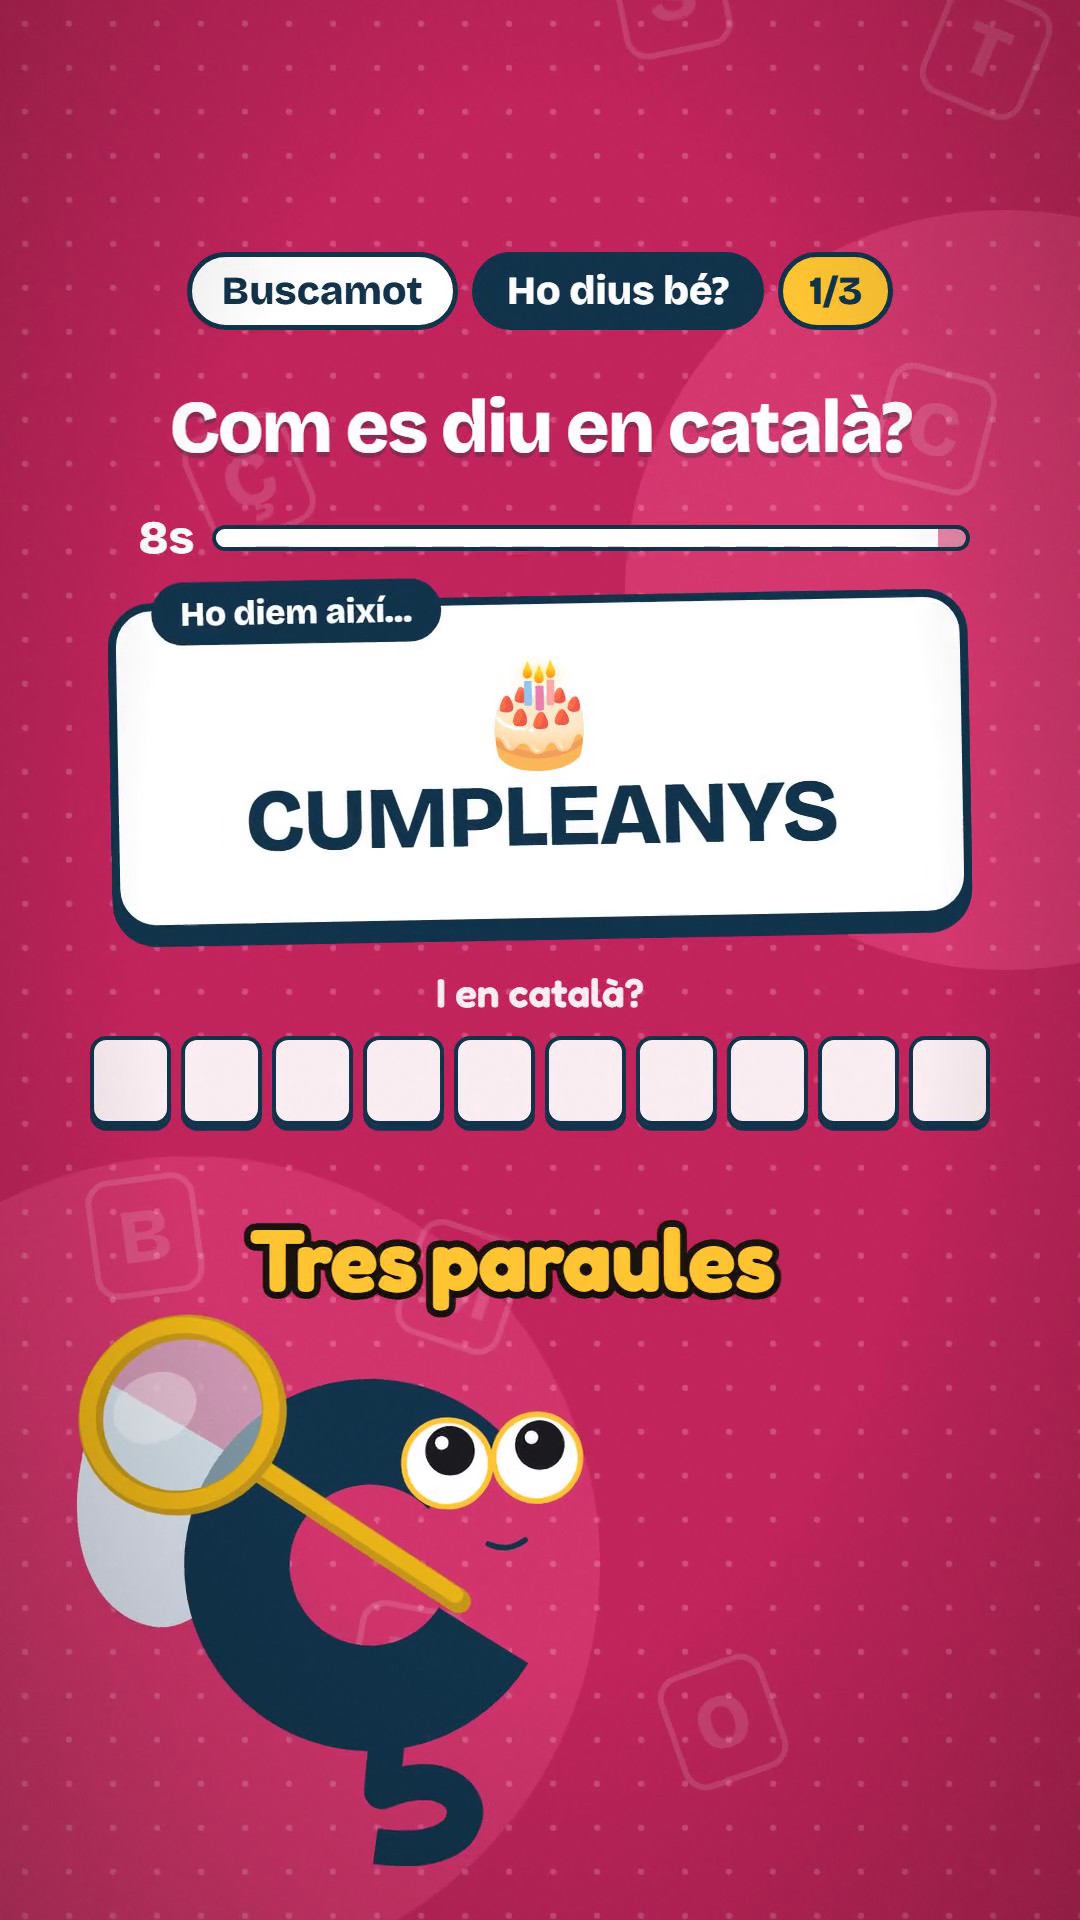 S
T
Buscamot
Ho dius bé?
1/3
Com es diu en català?
C
Ç
8s
Ho diem així...
CUMPLEANYS
I en català?
B
Tres paraules
O